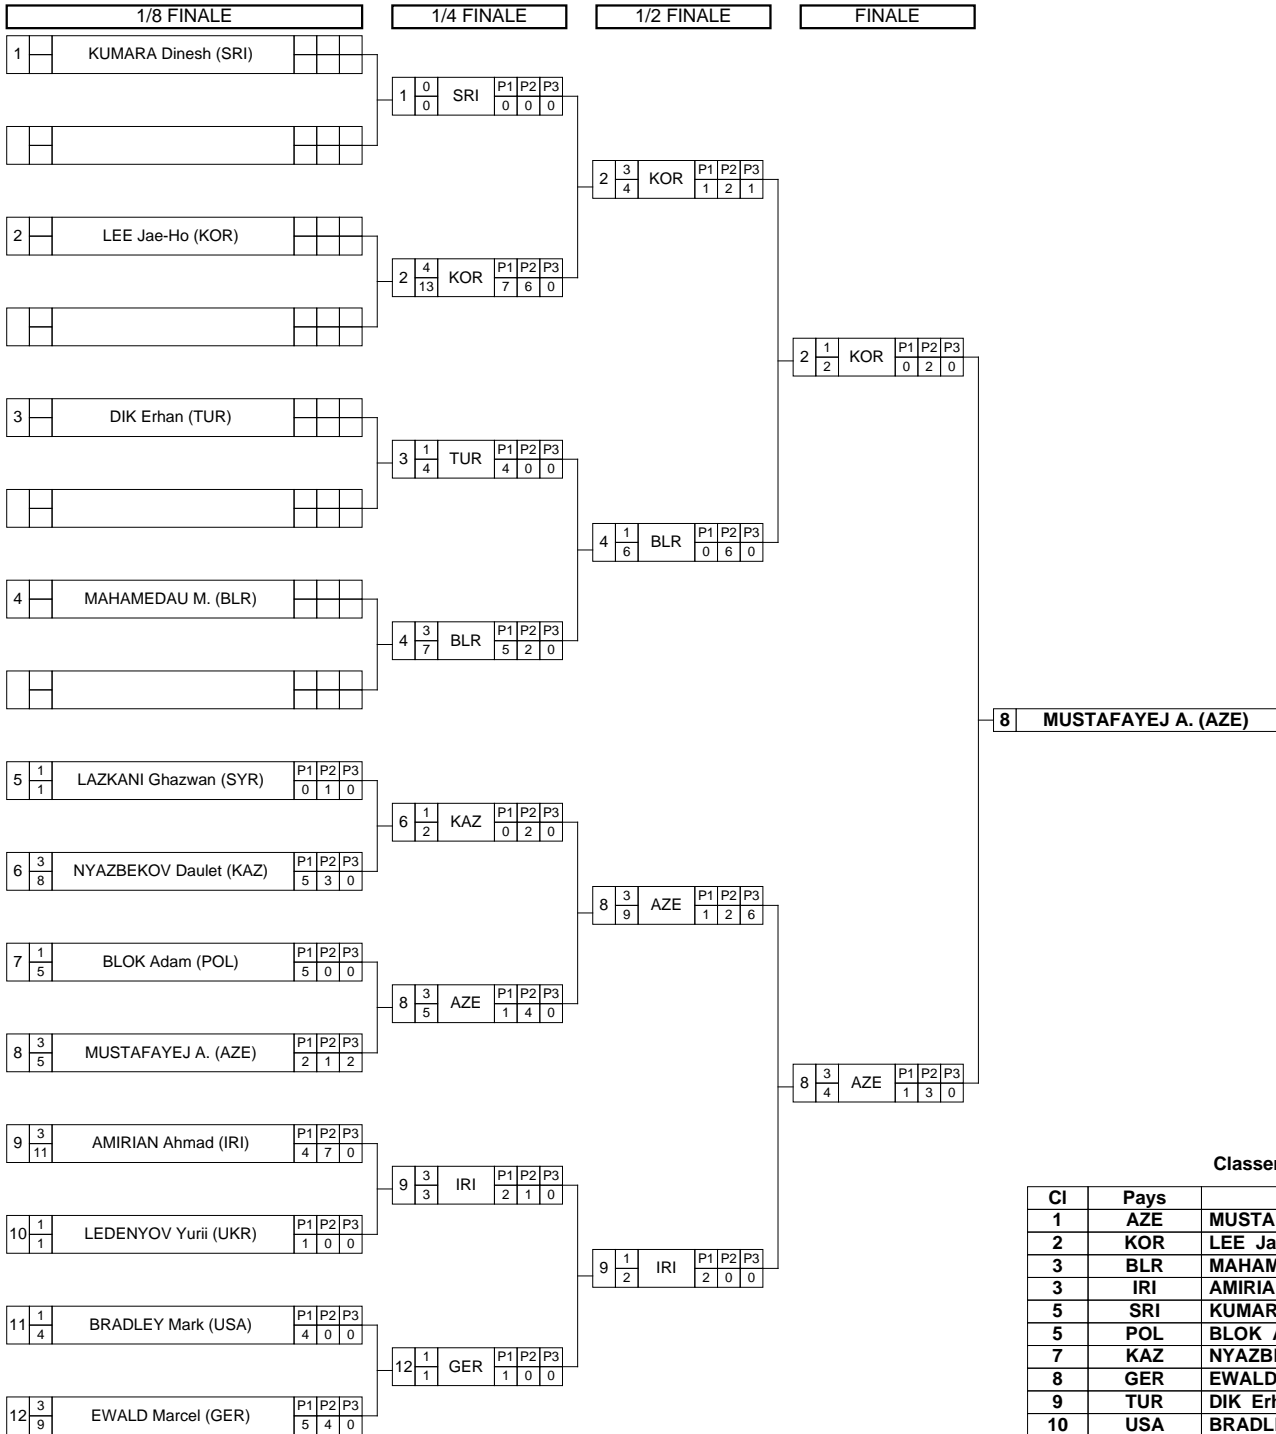 1/8 FINALE 1/4 FINALE 1/2 FINALE FINALE
1 KUMARA Dinesh (SRI)
1 0 0 SRI P1 P2 P3 0 0 0
2 3 4 KOR P1 P2 P3 1 2 1
2 LEE Jae-Ho (KOR)
2 4 13 KOR P1 P2 P3 7 6 0
2 1 2 KOR P1 P2 P3 0 2 0
3 DIK Erhan (TUR)
3 1 4 TUR P1 P2 P3 4 0 0
4 1 6 BLR P1 P2 P3 0 6 0
4 MAHAMEDAU M. (BLR)
4 3 7 BLR P1 P2 P3 5 2 0
8 MUSTAFAYEJ A. (AZE)
5 1 1 LAZKANI Ghazwan (SYR) P1 P2 P3 0 1 0
6 1 2 KAZ P1 P2 P3 0 2 0
6 3 8 NYAZBEKOV Daulet (KAZ) P1 P2 P3 5 3 0
8 3 9 AZE P1 P2 P3 1 2 6
7 1 5 BLOK Adam (POL) P1 P2 P3 5 0 0
8 3 5 AZE P1 P2 P3 1 4 0
8 3 5 MUSTAFAYEJ A. (AZE) P1 P2 P3 2 1 2
8 3 4 AZE P1 P2 P3 1 3 0
9 3 11 AMIRIAN Ahmad (IRI) P1 P2 P3 4 7 0
9 3 3 IRI P1 P2 P3 2 1 0
10 1 1 LEDENYOV Yurii (UKR) P1 P2 P3 1 0 0
9 1 2 IRI P1 P2 P3 2 0 0
11 1 4 BRADLEY Mark (USA) P1 P2 P3 4 0 0
12 1 1 GER P1 P2 P3 1 0 0
12 3 9 EWALD Marcel (GER) P1 P2 P3 5 4 0
Classe
Cl Pays
1 AZE MUSTA
2 KOR LEE Ja
3 BLR MAHAM
3 IRI AMIRIA
5 SRI KUMAR
5 POL BLOK
7 KAZ NYAZB
8 GER EWALD
9 TUR DIK Er
10 USA BRADL